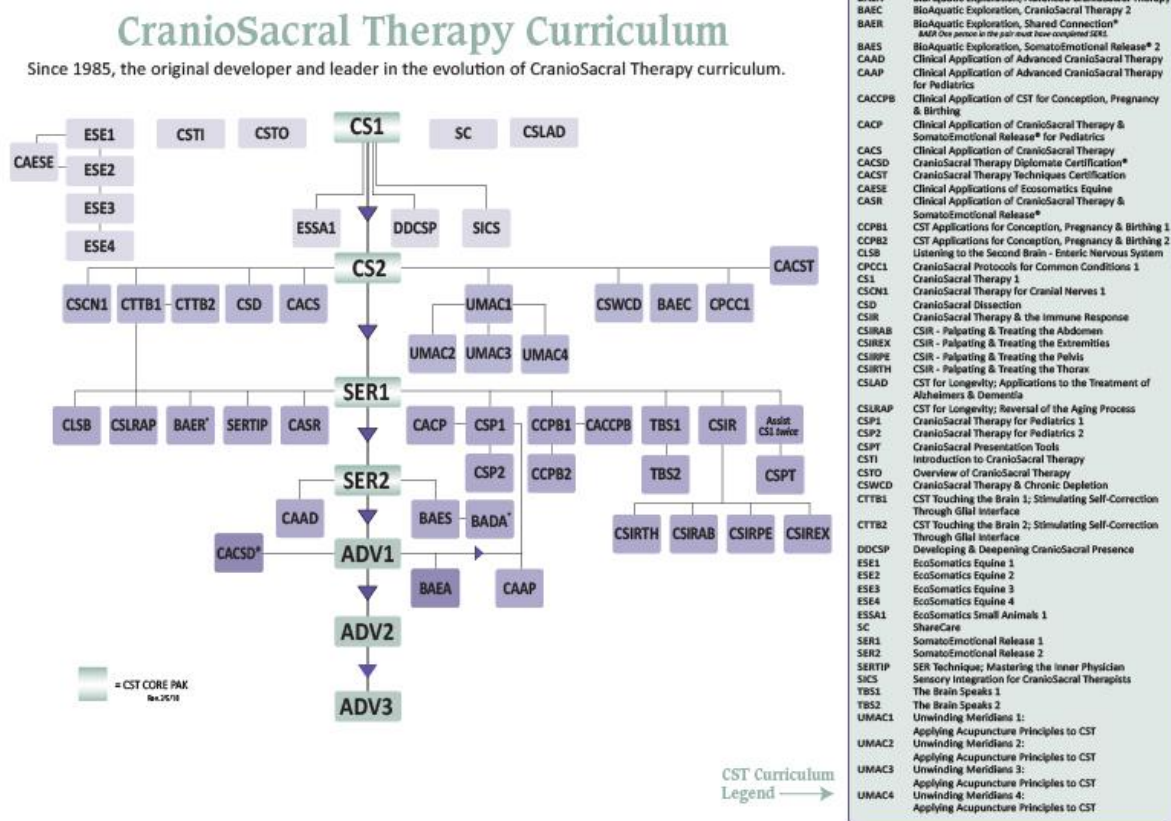 CranioSacral Therapy Curriculum
Since 1985, the original developer and leader in the evolution of CranioSacral Therapy curriculum.
ESE1
CSTI
CSTO
CS1
SC
CSLAD
CAESE
ESE2
ESE3
ESE4
ESSA1
DDCSP
SICS
CS2
CACST
CSCN1
CTTB1
CTTB2
CSD
CACS
UMAC1
CSWCD
BAEC
CPCC1
UMAC2
UMAC3
UMAC4
SER1
CLSB
CSLRAP
BAER*
SERTIP
CASR
CACP
CSP1
CCPB1
CACCPB
TBS1
CSIR
Assist
CS1 twice
CSP2
CCPB2
TBS2
CSPT
SER2
CAAD
BAES
BADA*
CSIRTH
CSIRAB
CSIRPE
CSIREX
CACSD*
ADV1
BAEA
CAAP
ADV2
ADV3
= CST CORE PAK
CST Curriculum
Legend
BAEC BioAquatic Exploration, CranioSacral Therapy 2
BAER BioAquatic Exploration, Shared Connection*
BAER One person in the pair must have completed SER1.
BAES BioAquatic Exploration, SomatoEmotional Release® 2
CAAD Clinical Application of Advanced CranioSacral Therapy
CAAP Clinical Application of Advanced CranioSacral Therapy
for Pediatrics
CACCPB Clinical Application of CST for Conception, Pregnancy
& Birthing
CACP Clinical Application of CranioSacral Therapy &
SomatoEmotional Release® for Pediatrics
CACS Clinical Application of CranioSacral Therapy
CACSD CranioSacral Therapy Diplomate Certification*
CACST CranioSacral Therapy Techniques Certification
CAESE Clinical Applications of Ecosomatics Equine
CASR Clinical Application of CranioSacral Therapy &
SomatoEmotional Release®
CCPB1 CST Applications for Conception, Pregnancy & Birthing 1
CCPB2 CST Applications for Conception, Pregnancy & Birthing 2
CLSB Listening to the Second Brain - Enteric Nervous System
CPCC1 CranioSacral Protocols for Common Conditions 1
CS1 CranioSacral Therapy 1
CSCN1 CranioSacral Therapy for Cranial Nerves 1
CSD CranioSacral Dissection
CSIR CranioSacral Therapy & the Immune Response
CSIRAB CSIR - Palpating & Treating the Abdomen
CSIREX CSIR - Palpating & Treating the Extremities
CSIRPE CSIR - Palpating & Treating the Pelvis
CSIRTH CSIR - Palpating & Treating the Thorax
CSLAD CST for Longevity; Applications to the Treatment of
Alzheimers & Dementia
CSLRAP CST for Longevity; Reversal of the Aging Process
CSP1 CranioSacral Therapy for Pediatrics 1
CSP2 CranioSacral Therapy for Pediatrics 2
CSPT CranioSacral Presentation Tools
CSTI Introduction to CranioSacral Therapy
CSTO Overview of CranioSacral Therapy
CSWCD CranioSacral Therapy & Chronic Depletion
CTTB1 CST Touching the Brain 1; Stimulating Self-Correction
Through Glial Interface
CTTB2 CST Touching the Brain 2; Stimulating Self-Correction
Through Glial Interface
DDCSP Developing & Deepening CranioSacral Presence
ESE1 EcoSomatics Equine 1
ESE2 EcoSomatics Equine 2
ESE3 EcoSomatics Equine 3
ESE4 EcoSomatics Equine 4
ESSA1 EcoSomatics Small Animals 1
SC ShareCare
SER1 SomatoEmotional Release 1
SER2 SomatoEmotional Release 2
SERTIP SER Technique; Mastering the Inner Physician
SICS Sensory Integration for CranioSacral Therapists
TBS1 The Brain Speaks 1
TBS2 The Brain Speaks 2
UMAC1 Unwinding Meridians 1:
Applying Acupuncture Principles to CST
UMAC2 Unwinding Meridians 2:
Applying Acupuncture Principles to CST
UMAC3 Unwinding Meridians 3:
Applying Acupuncture Principles to CST
UMAC4 Unwinding Meridians 4:
Applying Acupuncture Principles to CST